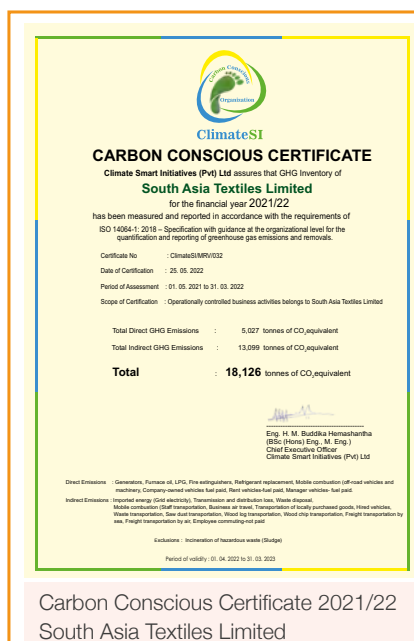 Carbon Conscious
Organisation
ClimateSI
CARBON CONSCIOUS CERTIFICATE
Climate Smart Initiatives (Pvt) Ltd assures that GHG Inventory of
South Asia Textiles Limited
for the financial year 2021/22
has been measured and reported in accordance with the requirements of
ISO 14064-1: 2018 – Specification with guidance at the organizational level for the
quantification and reporting of greenhouse gas emissions and removals.
Certificate No : ClimateSI/MRV/032
Date of Certification : 25. 05. 2022
Period of Assessment : 01. 05. 2021 to 31. 03. 2022
Scope of Certification : Operationally controlled business activities belongs to South Asia Textiles Limited
Total Direct GHG Emissions : 5,027 tonnes of CO₂equivalent
Total Indirect GHG Emissions : 13,099 tonnes of CO₂equivalent
Total : 18,126 tonnes of CO₂equivalent
Eng. H. M. Buddika Hemashantha
(BSc (Hons) Eng., M. Eng.)
Chief Executive Officer
Climate Smart Initiatives (Pvt) Ltd
Direct Emissions : Generators, Furnace oil, LPG, Fire extinguishers, Refrigerant replacement, Mobile combustion (off-road vehicles and
machinery, Company-owned vehicles fuel paid, Rent vehicles-fuel paid, Manager vehicles- fuel paid.
Indirect Emissions : Imported energy (Grid electricity), Transmission and distribution loss, Waste disposal,
Mobile combustion (Staff transportation, Business air travel, Transportation of locally purchased goods, Hired vehicles,
Waste transportation, Saw dust transportation, Wood log transportation, Wood chip transportation, Freight transportation by
sea, Freight transportation by air, Employee commuting-not paid
Exclusions : Incineration of hazardous waste (Sludge)
Period of validity : 01. 04. 2022 to 31. 03. 2023
Carbon Conscious Certificate 2021/22
South Asia Textiles Limited